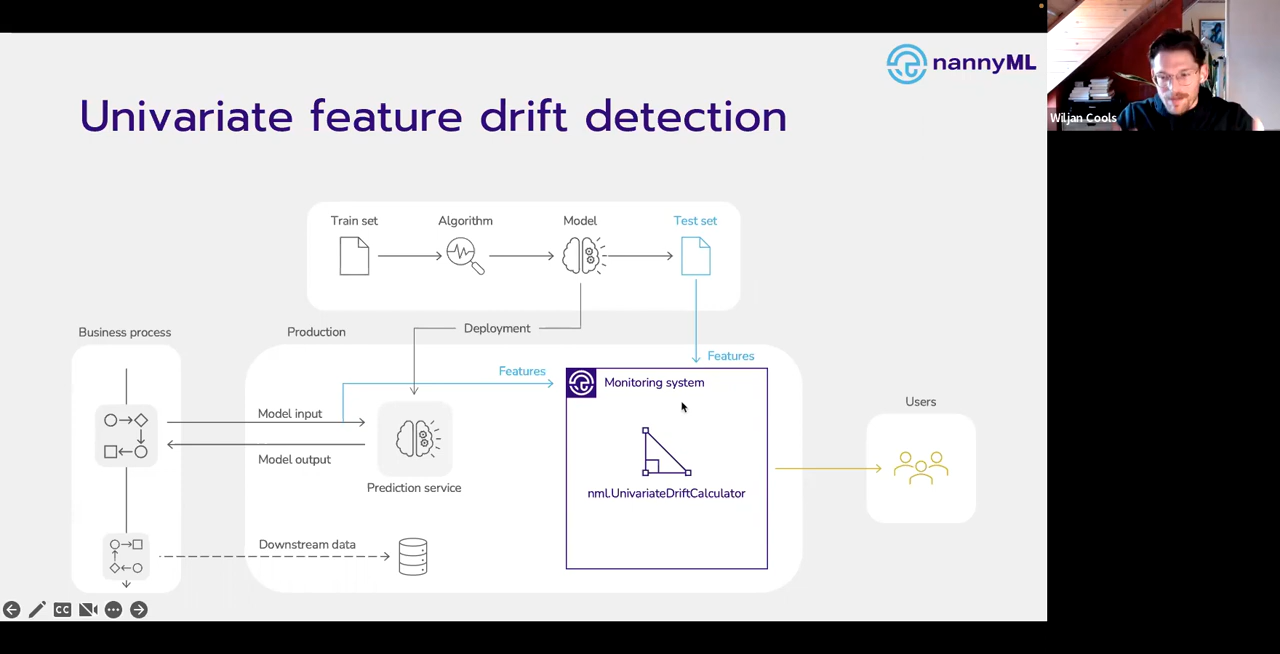 nannyML
Wiljan Cools
Univariate feature drift detection
Train set
Algorithm
Model
Test set
Business process
Production
Deployment
Features
Features
Monitoring system
Model input
Model output
Prediction service
nml.UnivariateDriftCalculator
Users
Downstream data
CC